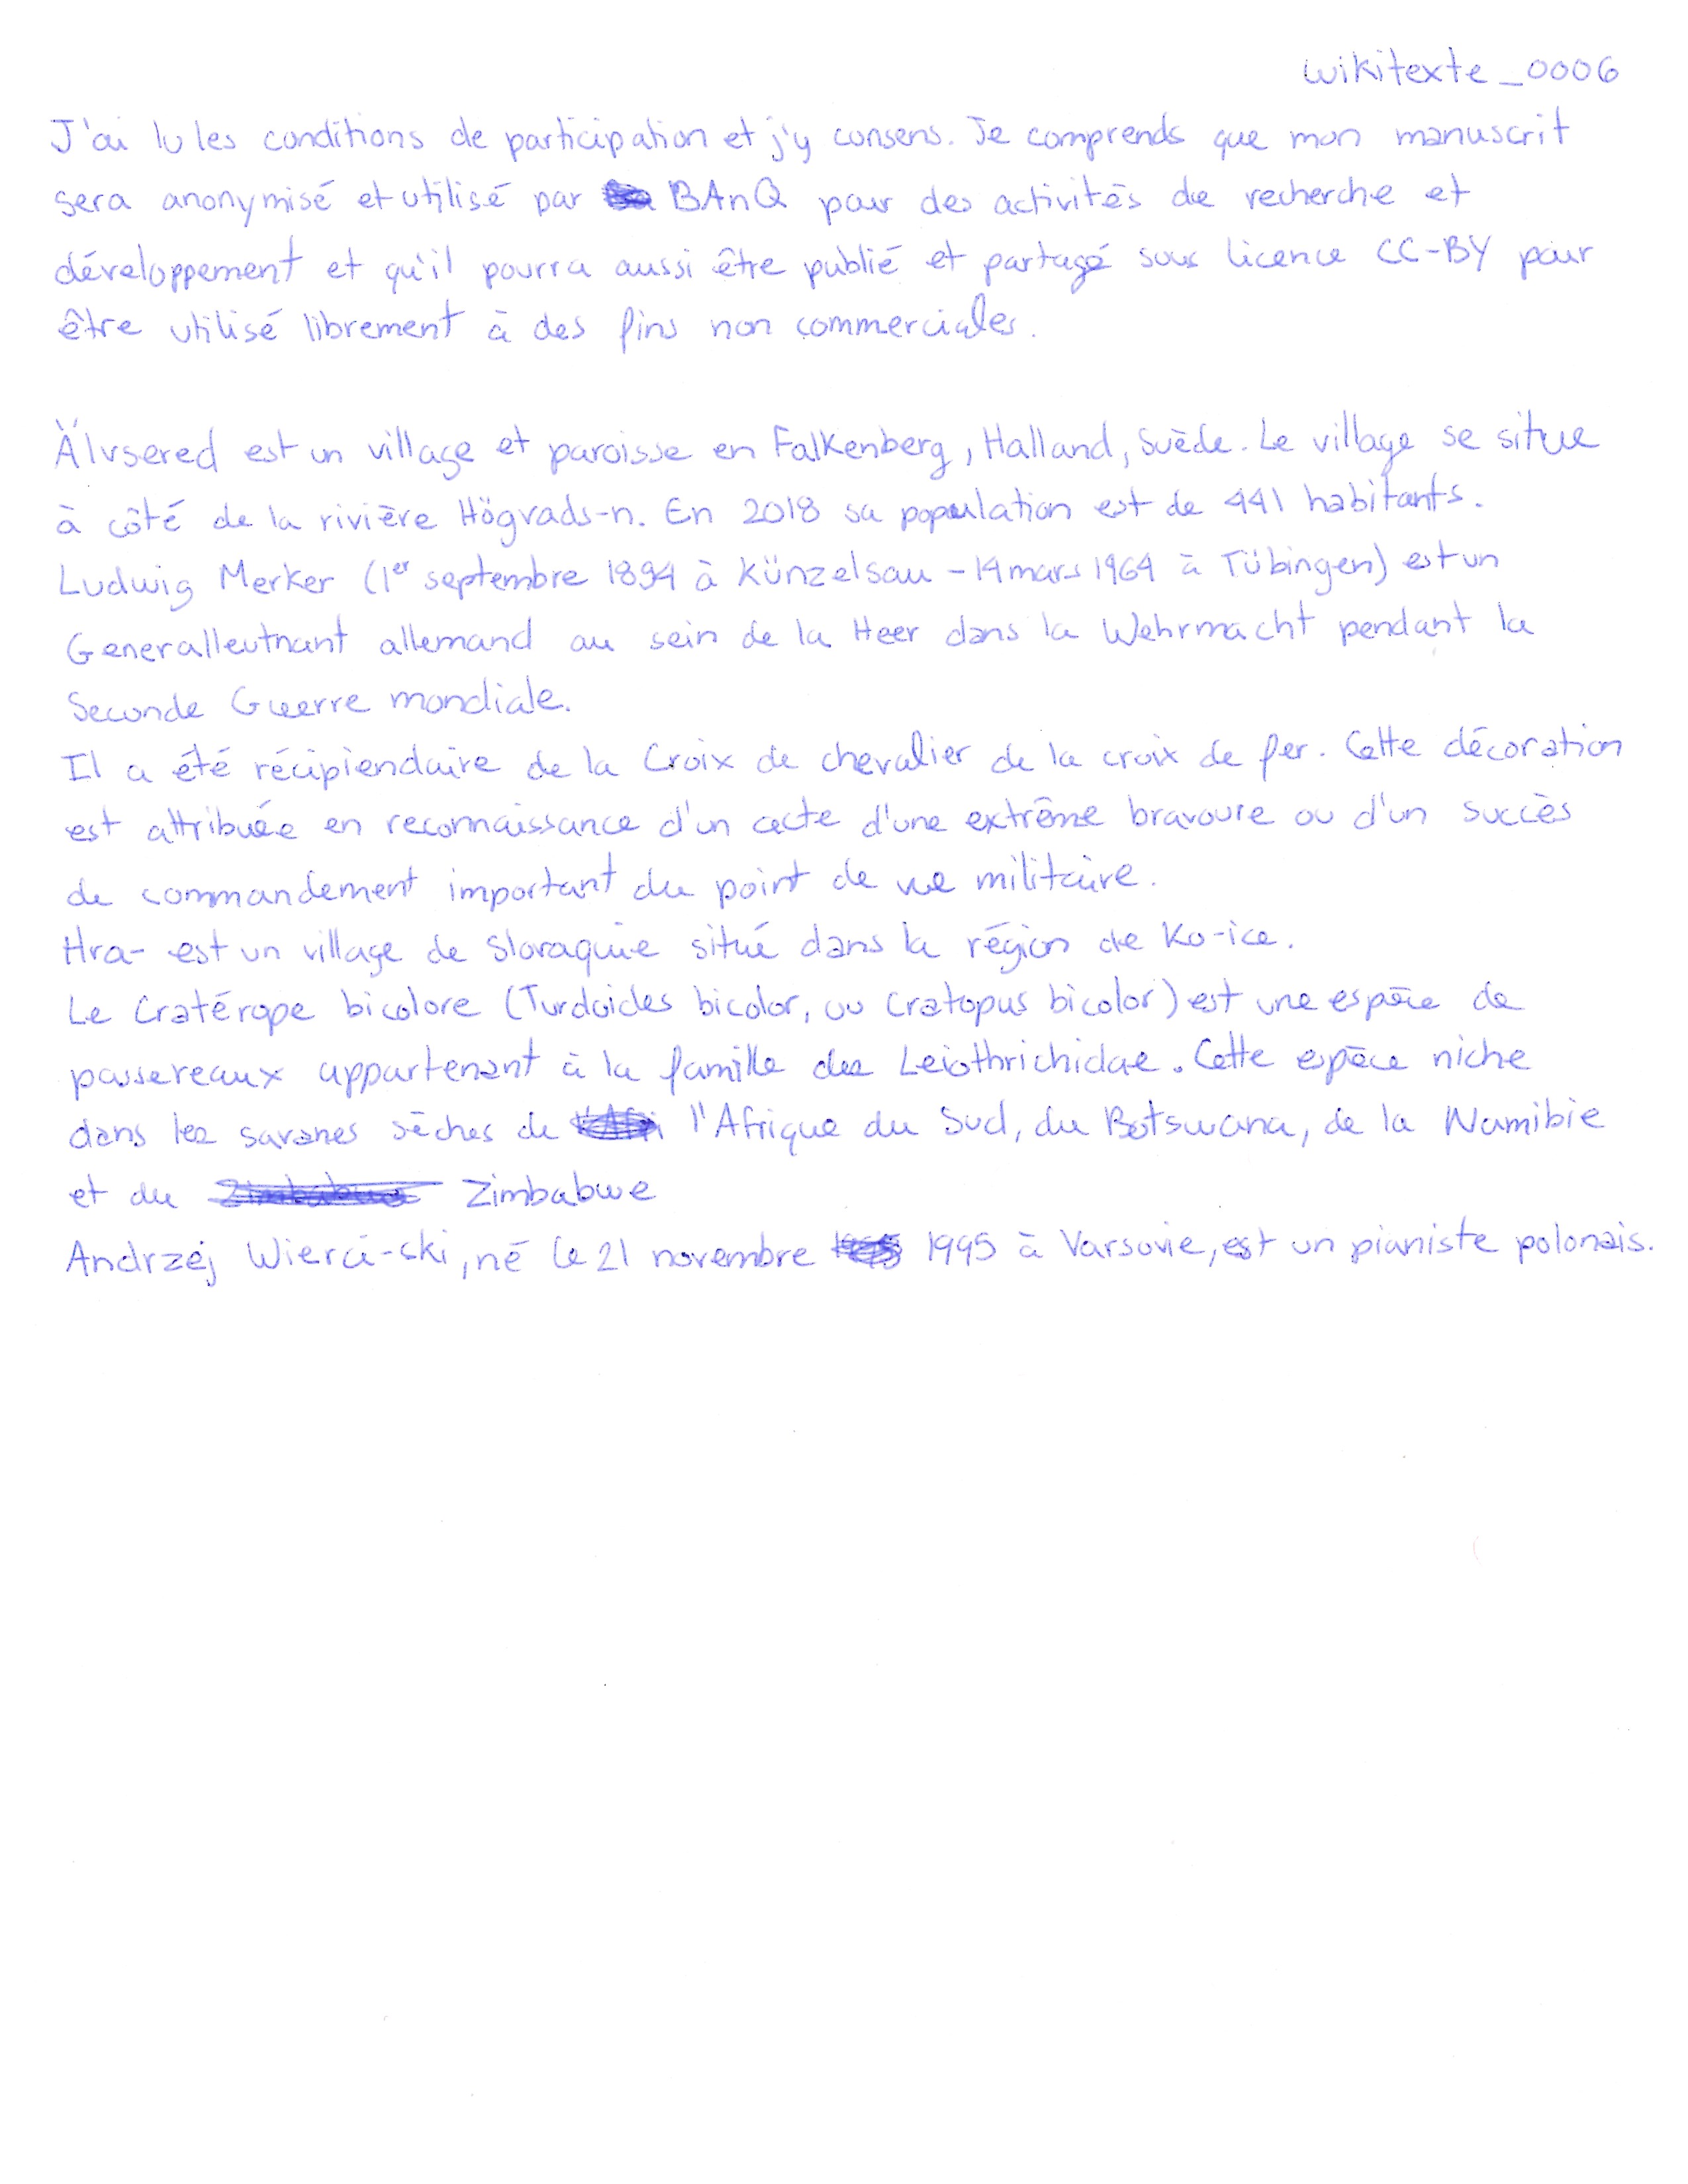 wikitexte_0006
J'ai lu les conditions de participation et j'y consens. Je comprends que mon manuscrit
sera anonymisé et utilisé par BAnQ pour des activités de recherche et
développement et qu'il pourra aussi être publié et partagé sous licence CC-BY pour
être utilisé librement à des fins non commerciales.
Älvsered est un village et paroisse en Falkenberg, Halland, Suède. Le village se situe
à côté de la rivière Högvads-n. En 2018 sa population est de 441 habitants.
Ludwig Merker (1er septembre 1894 à Künzelsau - 14 mars 1964 à Tübingen) est un
Generalleutnant allemand au sein de la Heer dans la Wehrmacht pendant la
Seconde Guerre mondiale.
Il a été récipiendaire de la Croix de chevalier de la croix de fer. Cette décoration
est attribuée en reconnaissance d'un acte d'une extrême bravoure ou d'un succès
de commandement important du point de vue militaire.
Hra- est un village de Slovaquie situé dans la région de Ko-ice.
Le Cratérope bicolore (Turdoides bicolor, ou Cratopus bicolor) est une espèce de
passereaux appartenant à la famille des Leiothrichidae. Cette espèce niche
dans les savanes sèches de l'Afrique du Sud, du Botswana, de la Namibie
et du Zimbabwe
Andrzej Wierci-ski, né le 21 novembre 1995 à Varsovie, est un pianiste polonais.